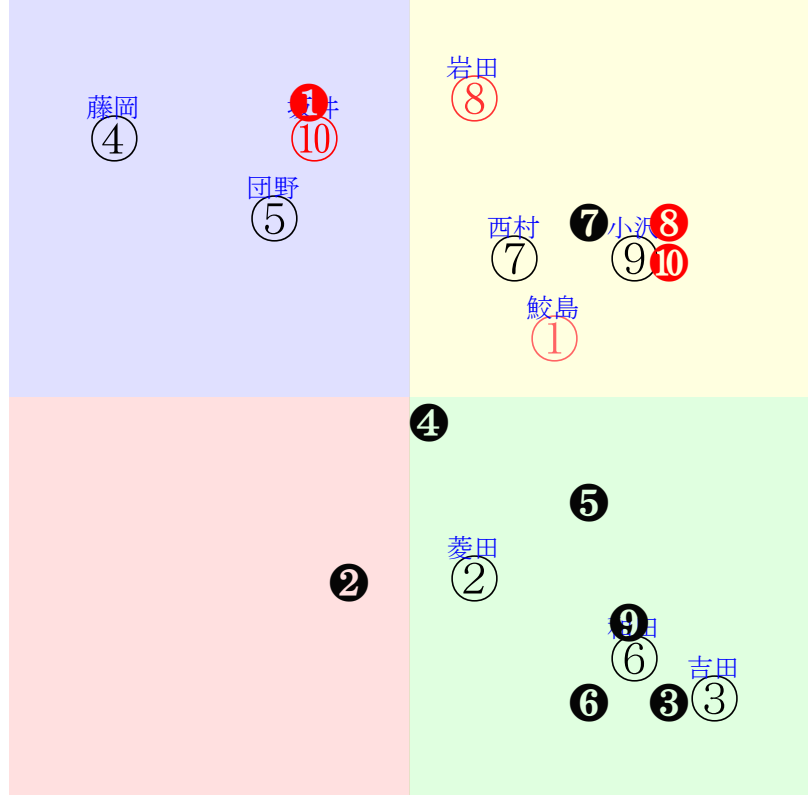 岩田
⑧
藤岡
④
❶
⑩
団野
⑤
西村
⑦
❼
小沢
⑨
❽
❿
鮫島
①
❹
❺
菱田
②
❷
❾
⑥
吉田
③
❻
❸